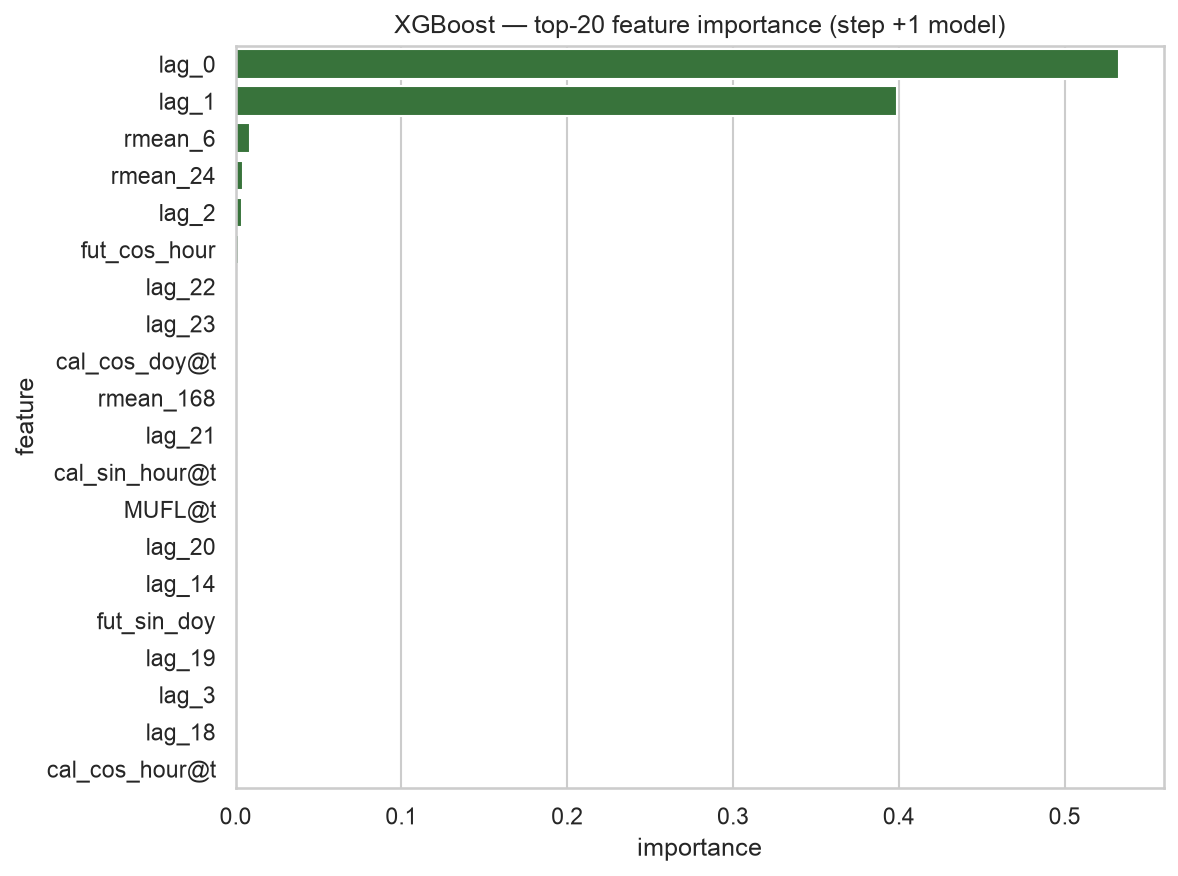 XGBoost — top-20 feature importance (step +1 model)
lag_0
lag_1
rmean_6
rmean_24
lag_2
fut_cos_hour
lag_22
lag_23
cal_cos_doy@t
rmean_168
lag_21
cal_sin_hour@t
MUFL@t
lag_20
lag_14
fut_sin_doy
lag_19
lag_3
lag_18
cal_cos_hour@t
feature
0.0 0.1 0.2 0.3 0.4 0.5
importance